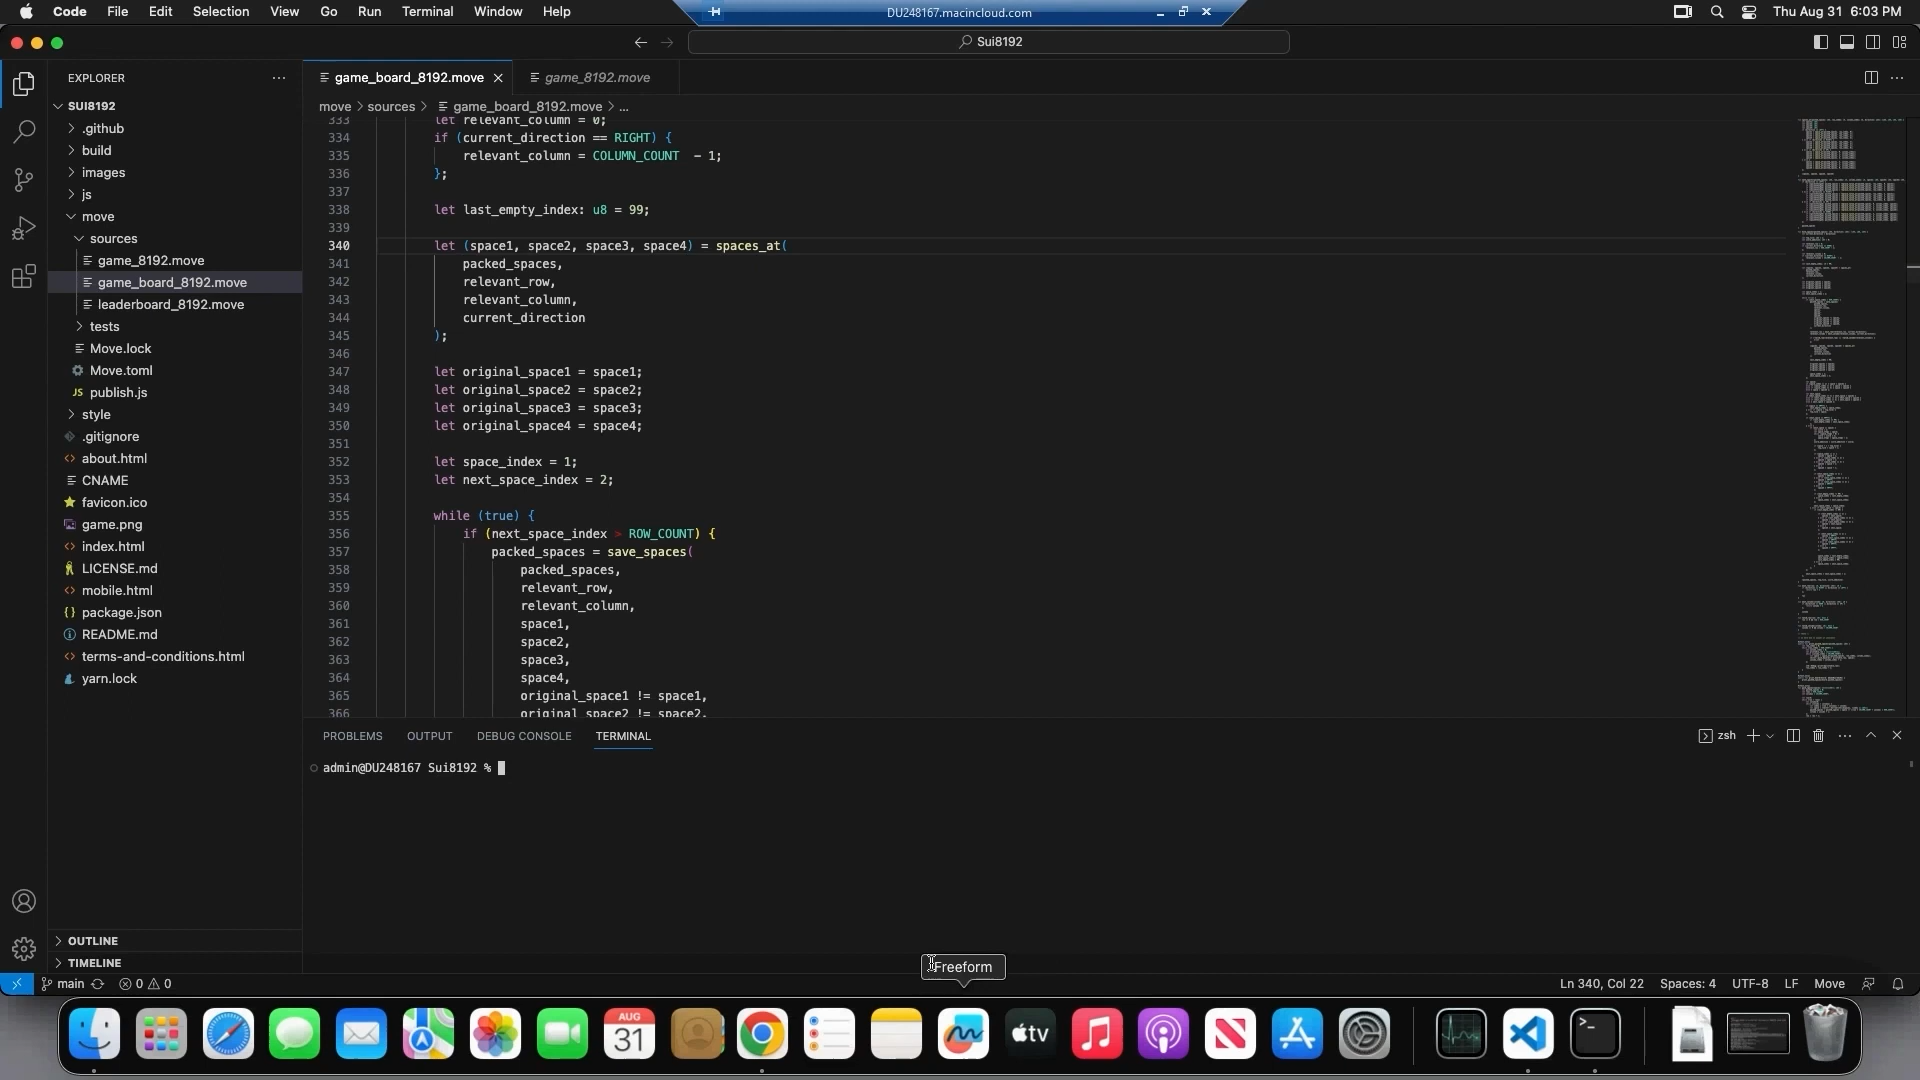 Code File Edit Selection View Go Run Terminal Window Help
DU248167.macincloud.com
Thu Aug 31 6:03 PM
Sui8192
EXPLORER
SUI8192
.github
build
images
js
move
sources
game_8192.move
game_board_8192.move
leaderboard_8192.move
tests
Move.lock
Move.toml
JS publish.js
style
.gitignore
about.html
CNAME
favicon.ico
game.png
index.html
LICENSE.md
mobile.html
package.json
README.md
terms-and-conditions.html
yarn.lock
OUTLINE
TIMELINE
game_board_8192.move
game_8192.move
move > sources > game_board_8192.move > ...
333 let relevant_column = 0;
334 if (current_direction == RIGHT) {
335 relevant_column = COLUMN_COUNT - 1;
336 };
337
338 let last_empty_index: u8 = 99;
339
340 let (space1, space2, space3, space4) = spaces_at(
341 packed_spaces,
342 relevant_row,
343 relevant_column,
344 current_direction
345 );
346
347 let original_space1 = space1;
348 let original_space2 = space2;
349 let original_space3 = space3;
350 let original_space4 = space4;
351
352 let space_index = 1;
353 let next_space_index = 2;
354
355 while (true) {
356 if (next_space_index > ROW_COUNT) {
357 packed_spaces = save_spaces(
358 packed_spaces,
359 relevant_row,
360 relevant_column,
361 space1,
362 space2,
363 space3,
364 space4,
365 original_space1 != space1,
366 original_space2 != space2,
PROBLEMS OUTPUT DEBUG CONSOLE TERMINAL
zsh
admin@DU248167 Sui8192 %
Freeform
main
0 0
Ln 340, Col 22 Spaces: 4 UTF-8 LF Move
AUG
31
tv